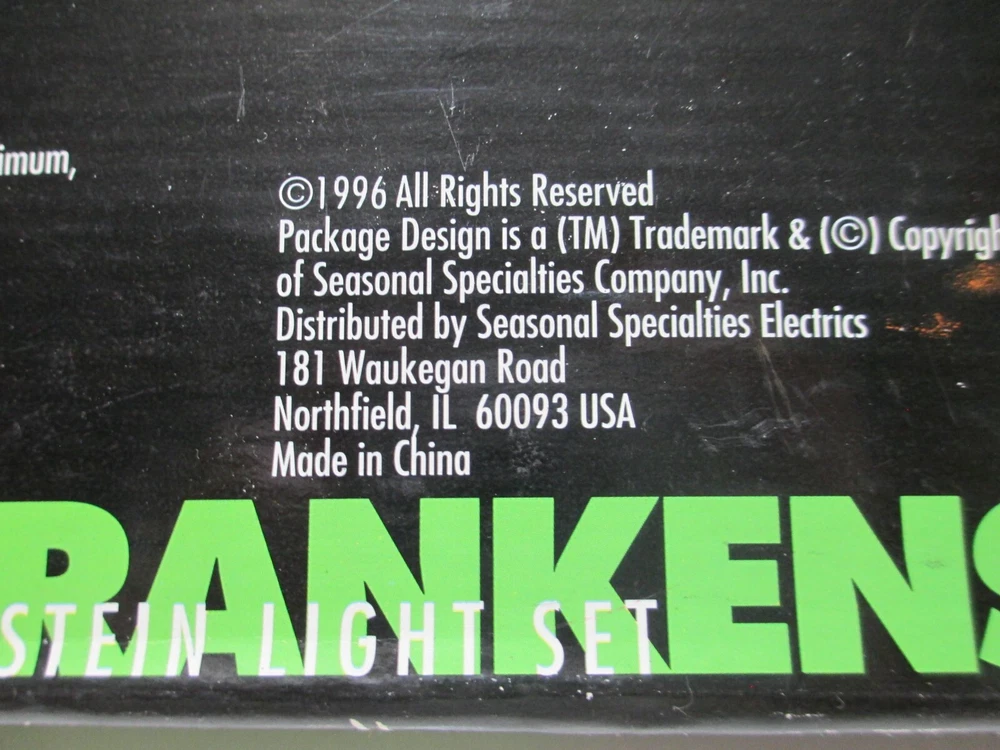 imum,
©1996 All Rights Reserved
Package Design is a (TM) Trademark & (©) Copyrigh
of Seasonal Specialties Company, Inc.
Distributed by Seasonal Specialties Electrics
181 Waukegan Road
Northfield, IL 60093 USA
Made in China
RANKENS
STEIN LIGHT SET